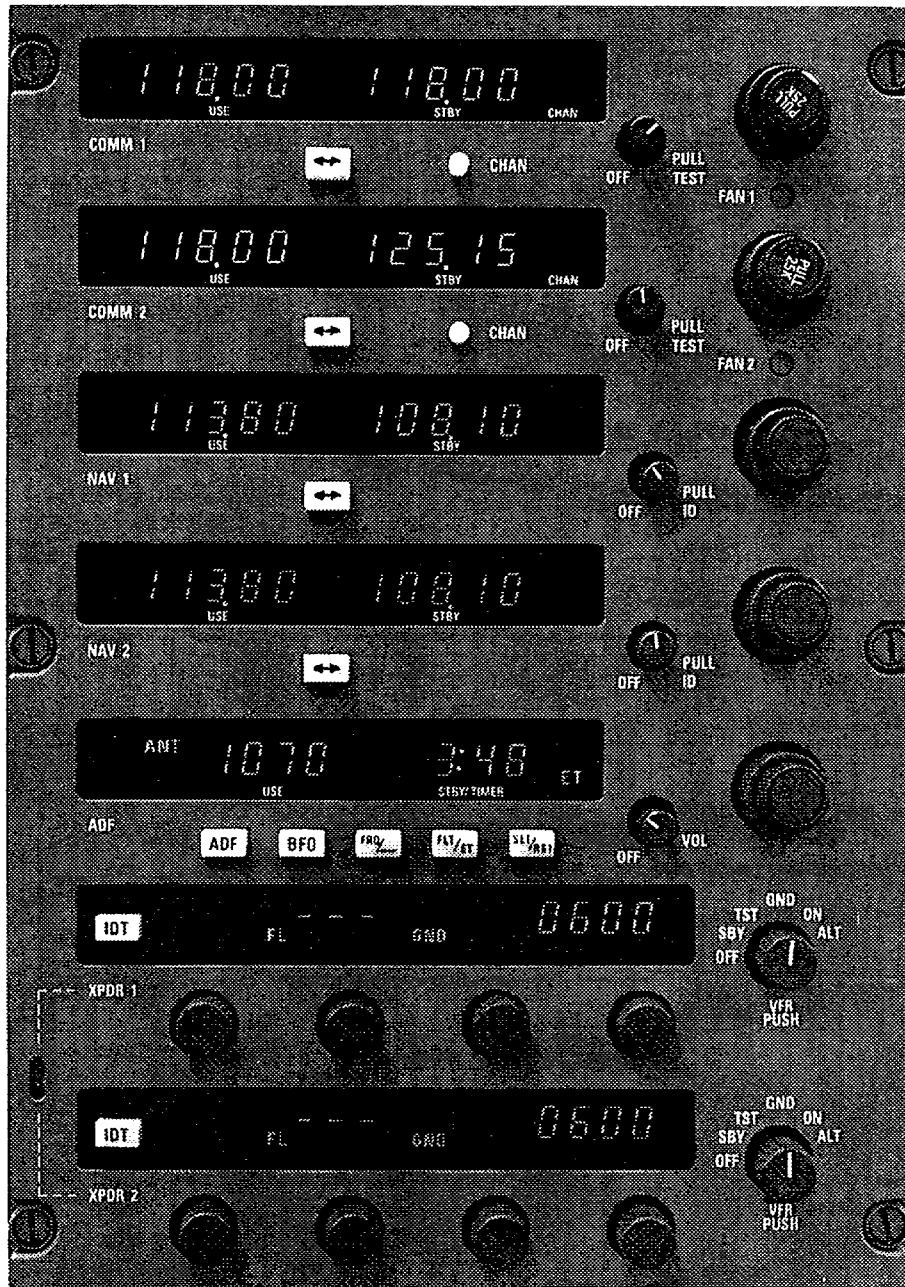 118.00 118.00
USE STBY CHAN
COMM 1
↔ CHAN
OFF PULL TEST
PULL 25K
FAN 1
118.00 125.15
USE STBY CHAN
COMM 2
↔ CHAN
OFF PULL TEST
PULL 25K
FAN 2
113.80 108.10
USE STBY
NAV 1
↔
OFF PULL ID
113.80 108.10
USE STBY
NAV 2
↔
OFF PULL ID
ANT 1070 3:48 ET
USE STBY/TIMER
ADF
ADF BFO FRQ/ FLT/ET SET/RST
OFF VOL
IDT FL --- GND 0600
OFF SBY TST GND ON ALT
VFR PUSH
XPDR 1
IDT FL --- GND 0600
OFF SBY TST GND ON ALT
VFR PUSH
XPDR 2